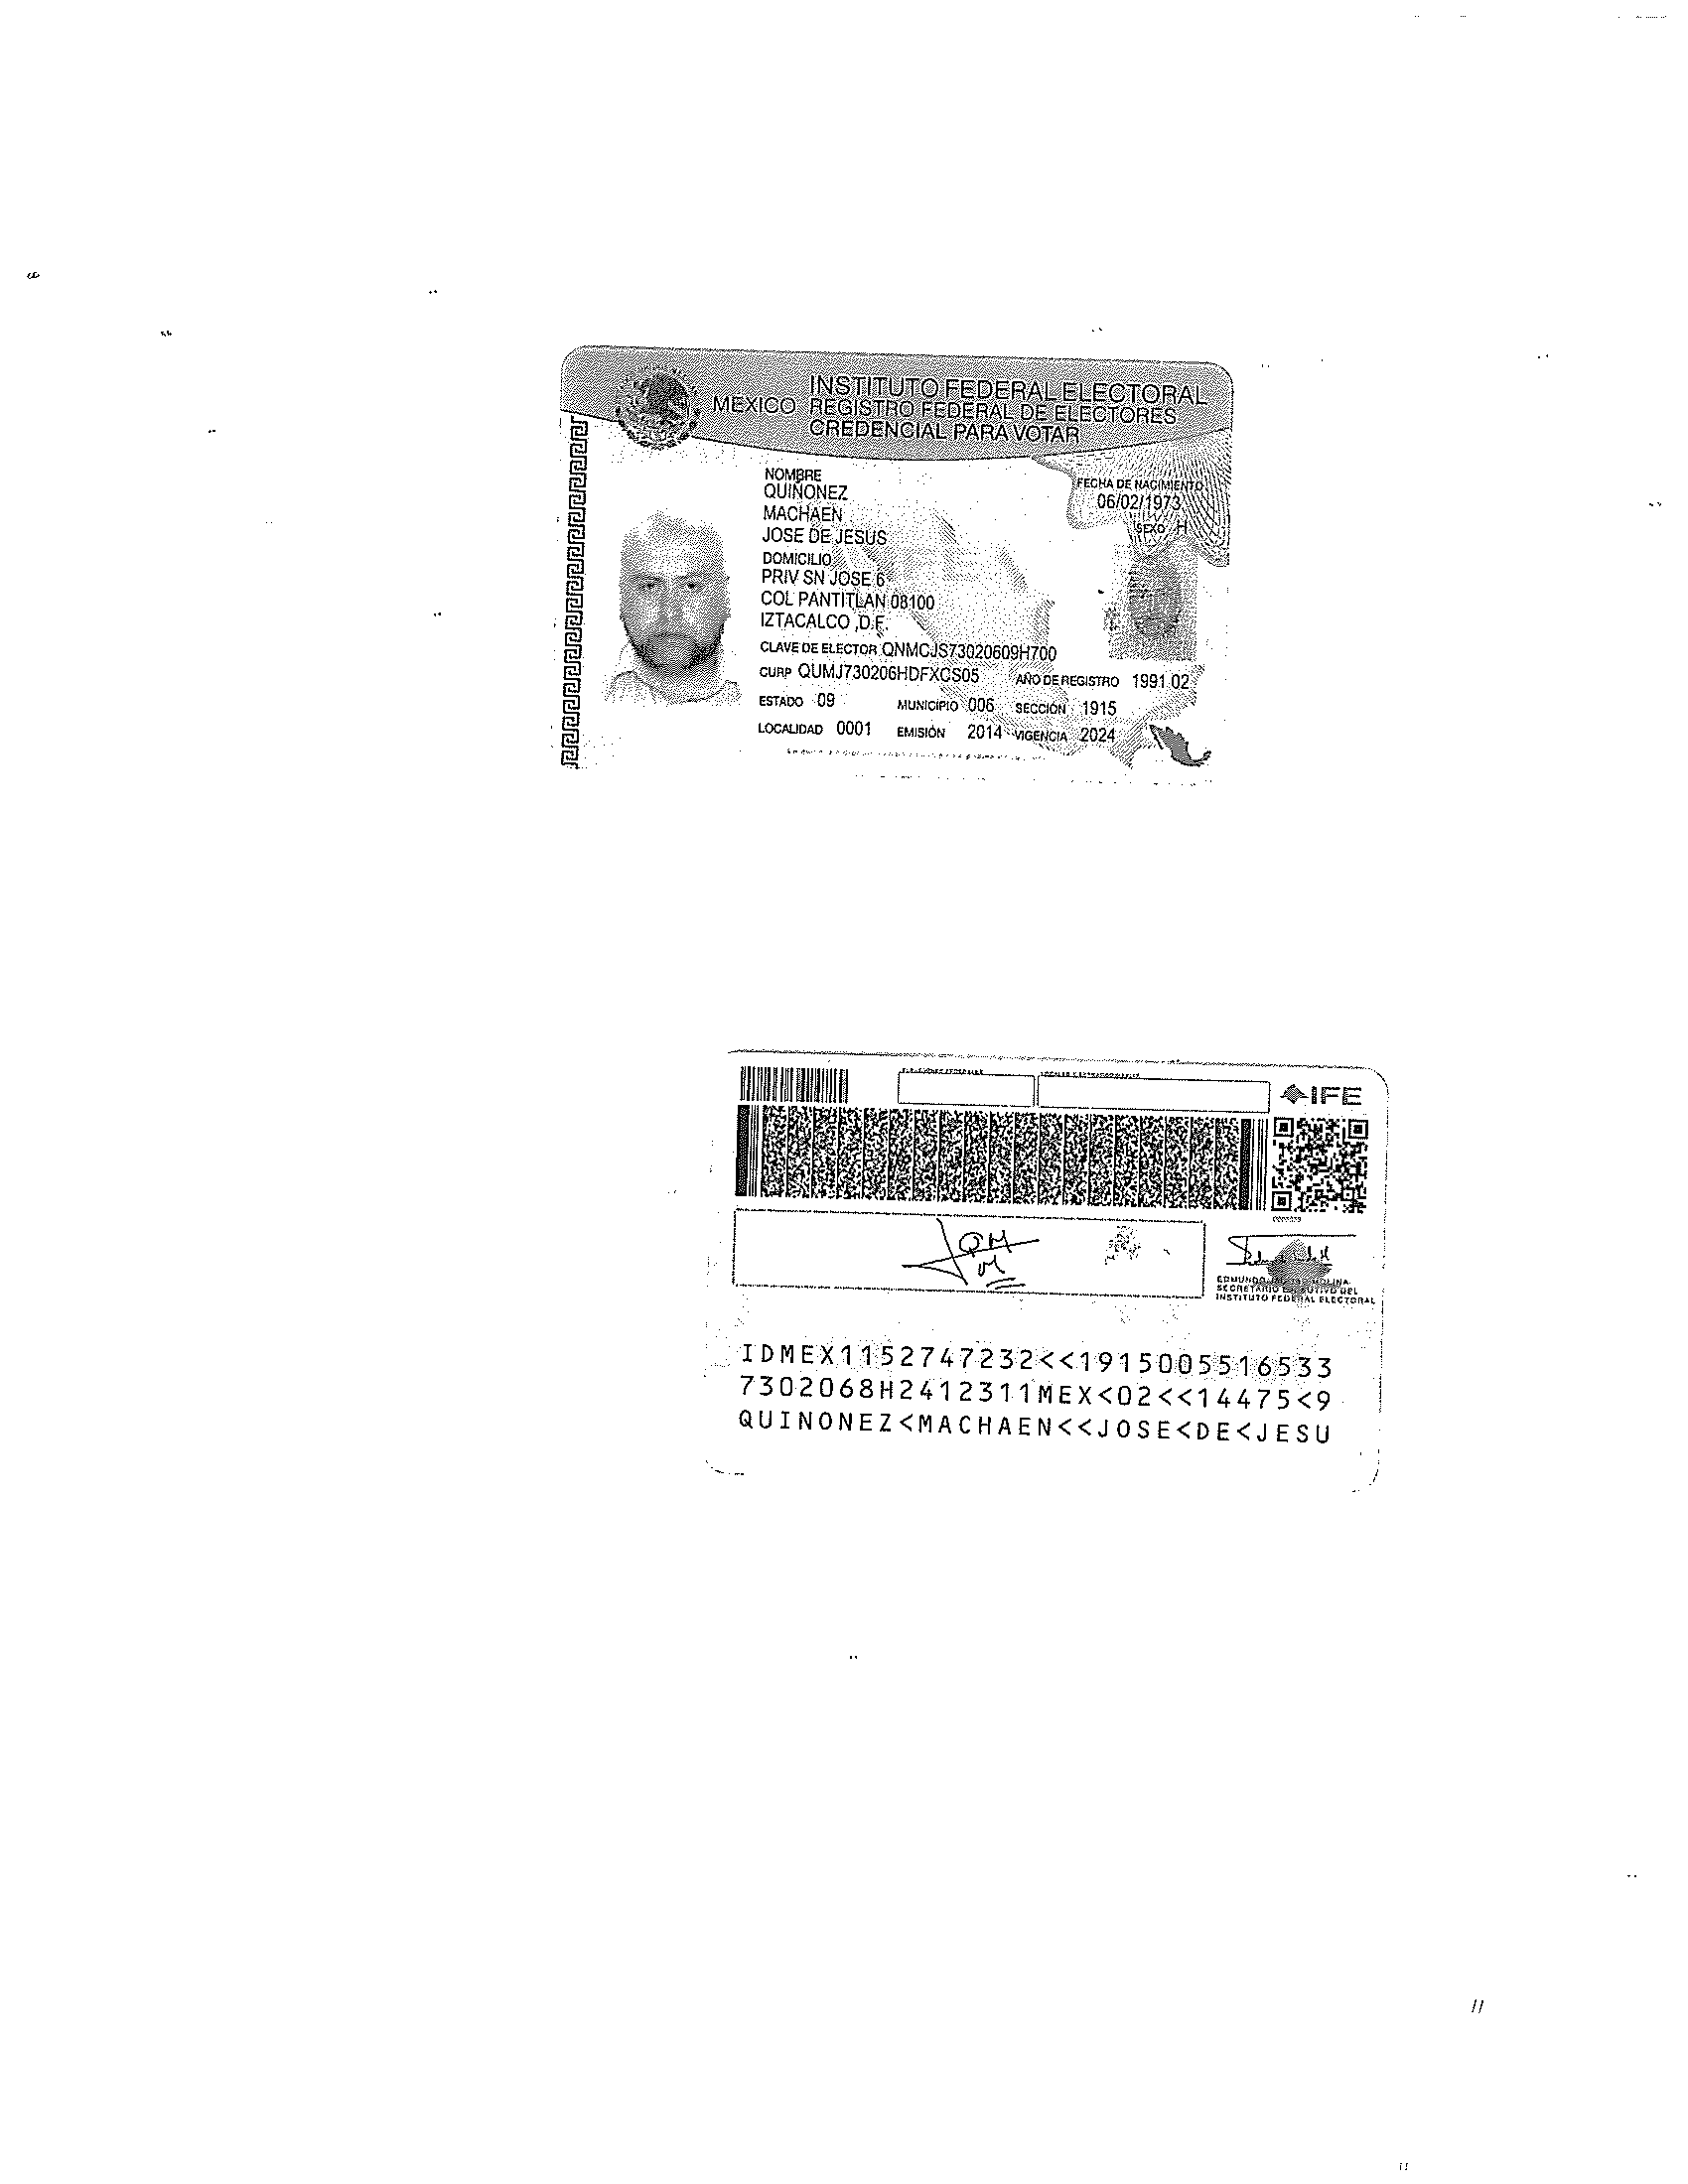 INSTITUTO FEDERAL ELECTORAL
MÉXICO REGISTRO FEDERAL DE ELECTORES
CREDENCIAL PARA VOTAR
NOMBRE
QUIÑONEZ
MACHAEN
JOSE DE JESUS
FECHA DE NACIMIENTO
06/02/1973
SEXO H
DOMICILIO
PRIV SN JOSE 6
COL PANTITLAN 08100
IZTACALCO ,D.F.
CLAVE DE ELECTOR QNMCJS73020609H700
CURP QUMJ730206HDFXCS05 AÑO DE REGISTRO 1991 02
ESTADO 09 MUNICIPIO 006 SECCIÓN 1915
LOCALIDAD 0001 EMISIÓN 2014 VIGENCIA 2024
IFE
QM
M
EDMUNDO MOLINA
SECRETARIO EJECUTIVO DEL
INSTITUTO FEDERAL ELECTORAL
IDMEX1152747232<<1915005516533
7302068H2412311MEX<02<<14475<9
QUINONEZ<MACHAEN<<JOSE<DE<JESU